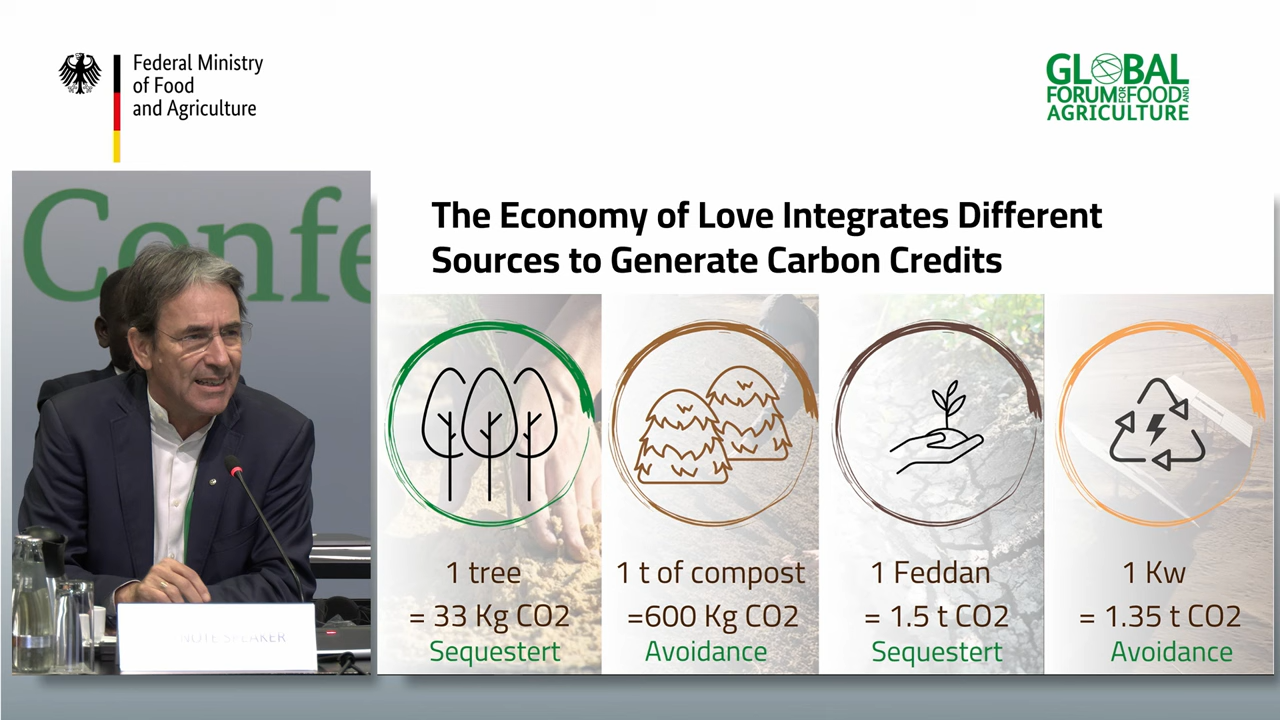 Federal Ministry
of Food
and Agriculture
GLOBAL
FORUM FOR FOOD AND
AGRICULTURE
Confe
The Economy of Love Integrates Different
Sources to Generate Carbon Credits
1 tree
= 33 Kg CO2
Sequestert
1 t of compost
=600 Kg CO2
Avoidance
1 Feddan
= 1.5 t CO2
Sequestert
1 Kw
= 1.35 t CO2
Avoidance
NOTE SPEAKER